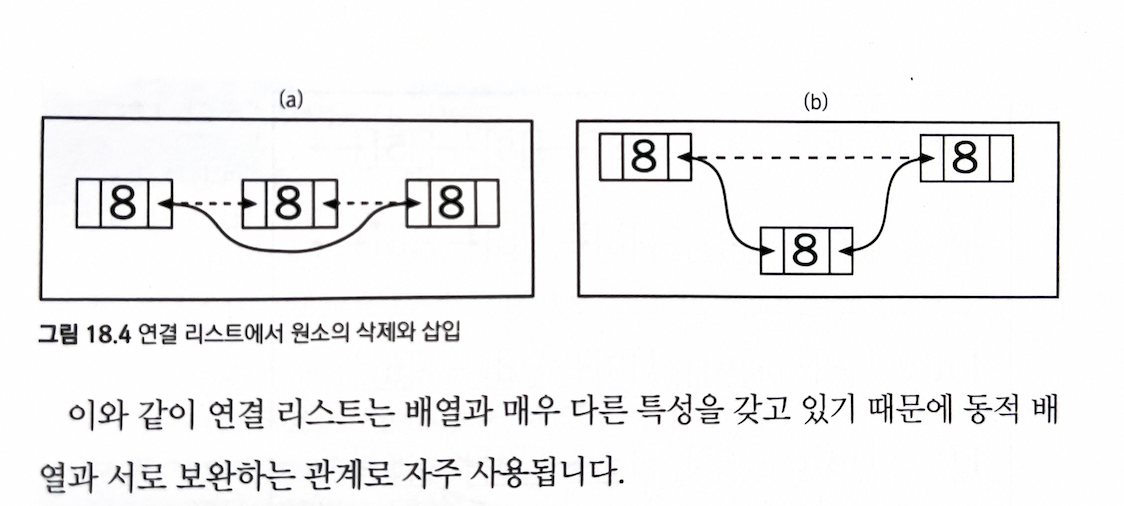 (a)
(b)
8 8 8
8 8
8
그림 18.4 연결 리스트에서 원소의 삭제와 삽입
이와 같이 연결 리스트는 배열과 매우 다른 특성을 갖고 있기 때문에 동적 배
열과 서로 보완하는 관계로 자주 사용됩니다.